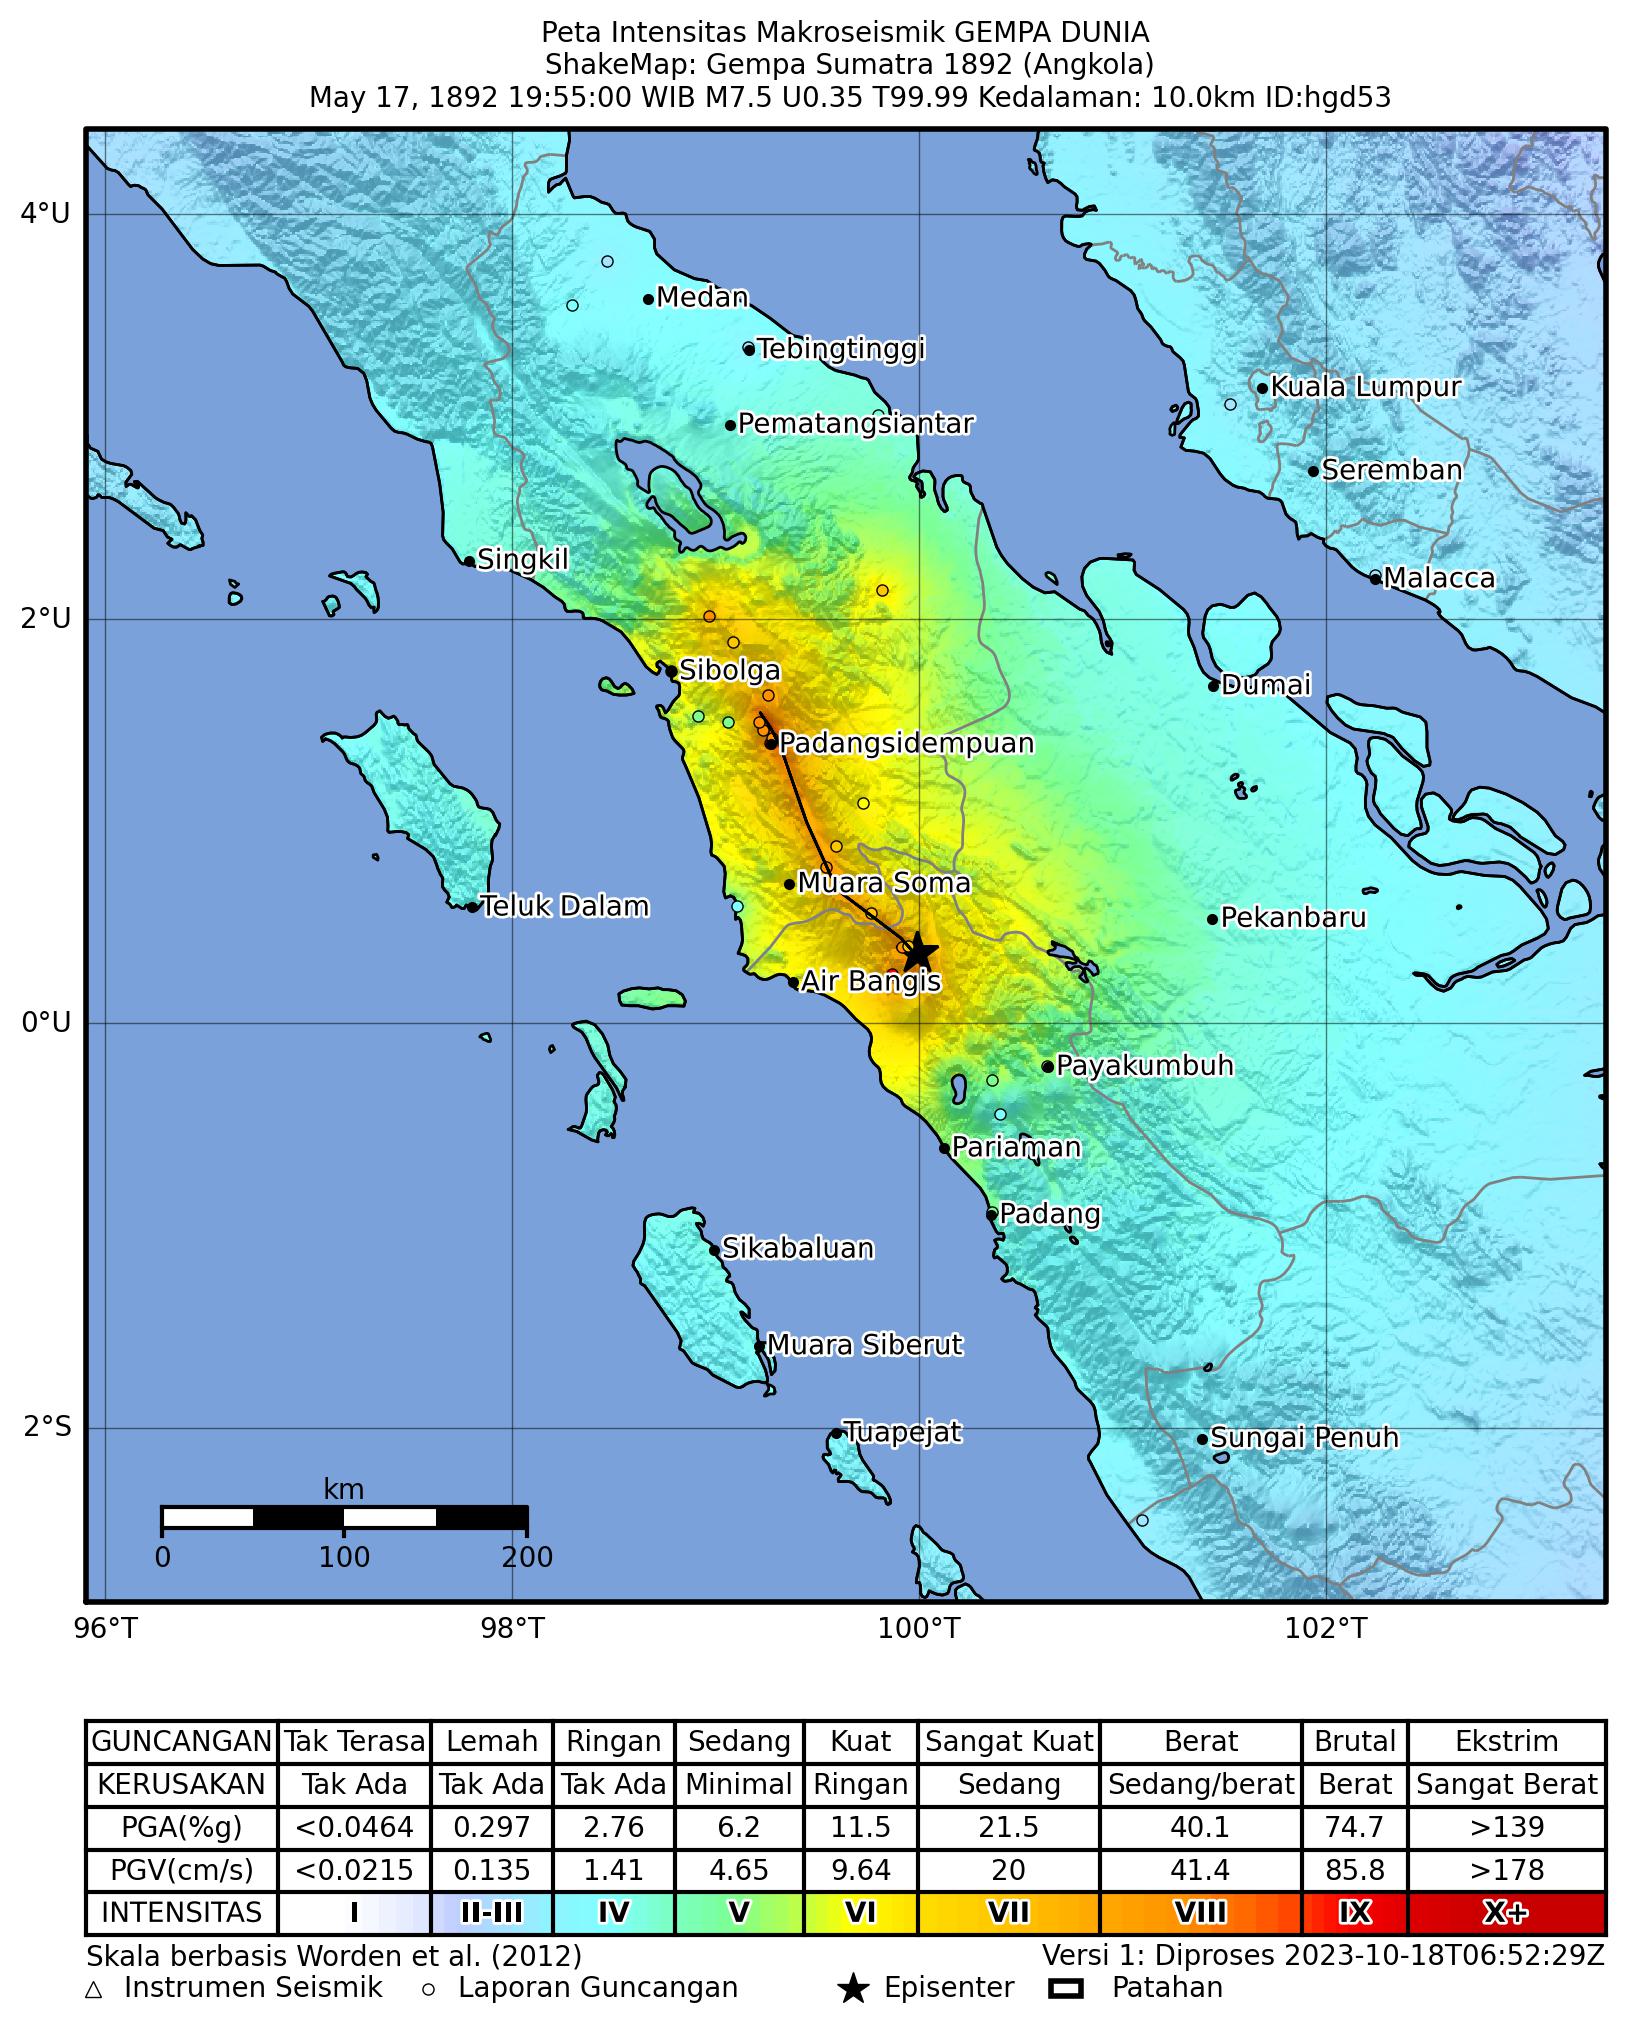 Peta Intensitas Makroseismik GEMPA DUNIA
ShakeMap: Gempa Sumatra 1892 (Angkola)
May 17, 1892 19:55:00 WIB M7.5 U0.35 T99.99 Kedalaman: 10.0km ID:hgd53
4°U
Medan
Tebingtinggi
Kuala Lumpur
Pematangsiantar
Seremban
Singkil
Malacca
2°U
Sibolga
Dumai
Padangsidempuan
Muara Soma
Teluk Dalam
Pekanbaru
Air Bangis
0°U
Payakumbuh
Pariaman
Padang
Sikabaluan
Muara Siberut
2°S
Tuapejat
Sungai Penuh
km
0 100 200
96°T 98°T 100°T 102°T
GUNCANGAN Tak Terasa Lemah Ringan Sedang Kuat Sangat Kuat Berat Brutal Ekstrim
KERUSAKAN Tak Ada Tak Ada Tak Ada Minimal Ringan Sedang Sedang/berat Berat Sangat Berat
PGA(%g) <0.0464 0.297 2.76 6.2 11.5 21.5 40.1 74.7 >139
PGV(cm/s) <0.0215 0.135 1.41 4.65 9.64 20 41.4 85.8 >178
INTENSITAS I II-III IV V VI VII VIII IX X+
Skala berbasis Worden et al. (2012) Versi 1: Diproses 2023-10-18T06:52:29Z
Instrumen Seismik Laporan Guncangan Episenter Patahan